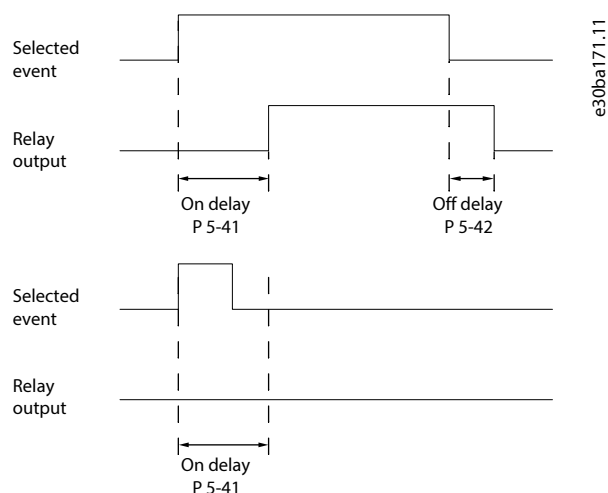 Selected
event
Relay
output
On delay
P 5-41
Off delay
P 5-42
Selected
event
Relay
output
On delay
P 5-41
e30ba171.11